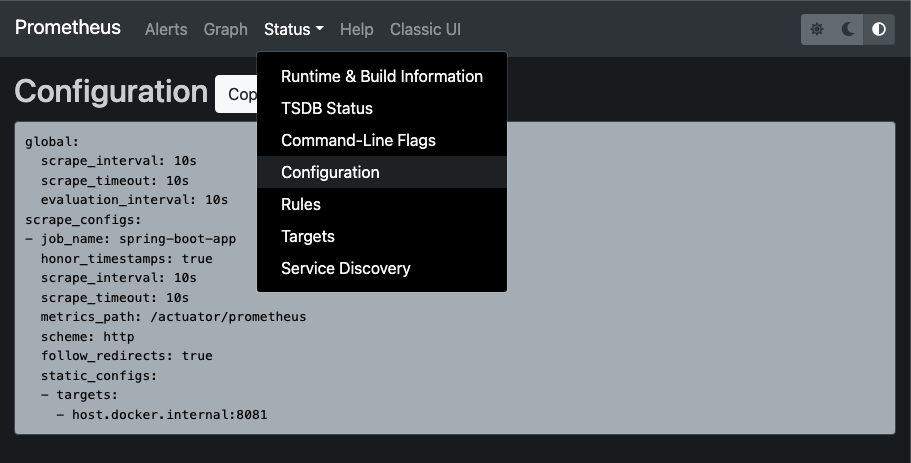 Prometheus Alerts Graph Status Help Classic UI
Configuration Cop
Runtime & Build Information
TSDB Status
Command-Line Flags
Configuration
Rules
Targets
Service Discovery
global:
  scrape_interval: 10s
  scrape_timeout: 10s
  evaluation_interval: 10s
scrape_configs:
- job_name: spring-boot-app
  honor_timestamps: true
  scrape_interval: 10s
  scrape_timeout: 10s
  metrics_path: /actuator/prometheus
  scheme: http
  follow_redirects: true
  static_configs:
  - targets:
    - host.docker.internal:8081